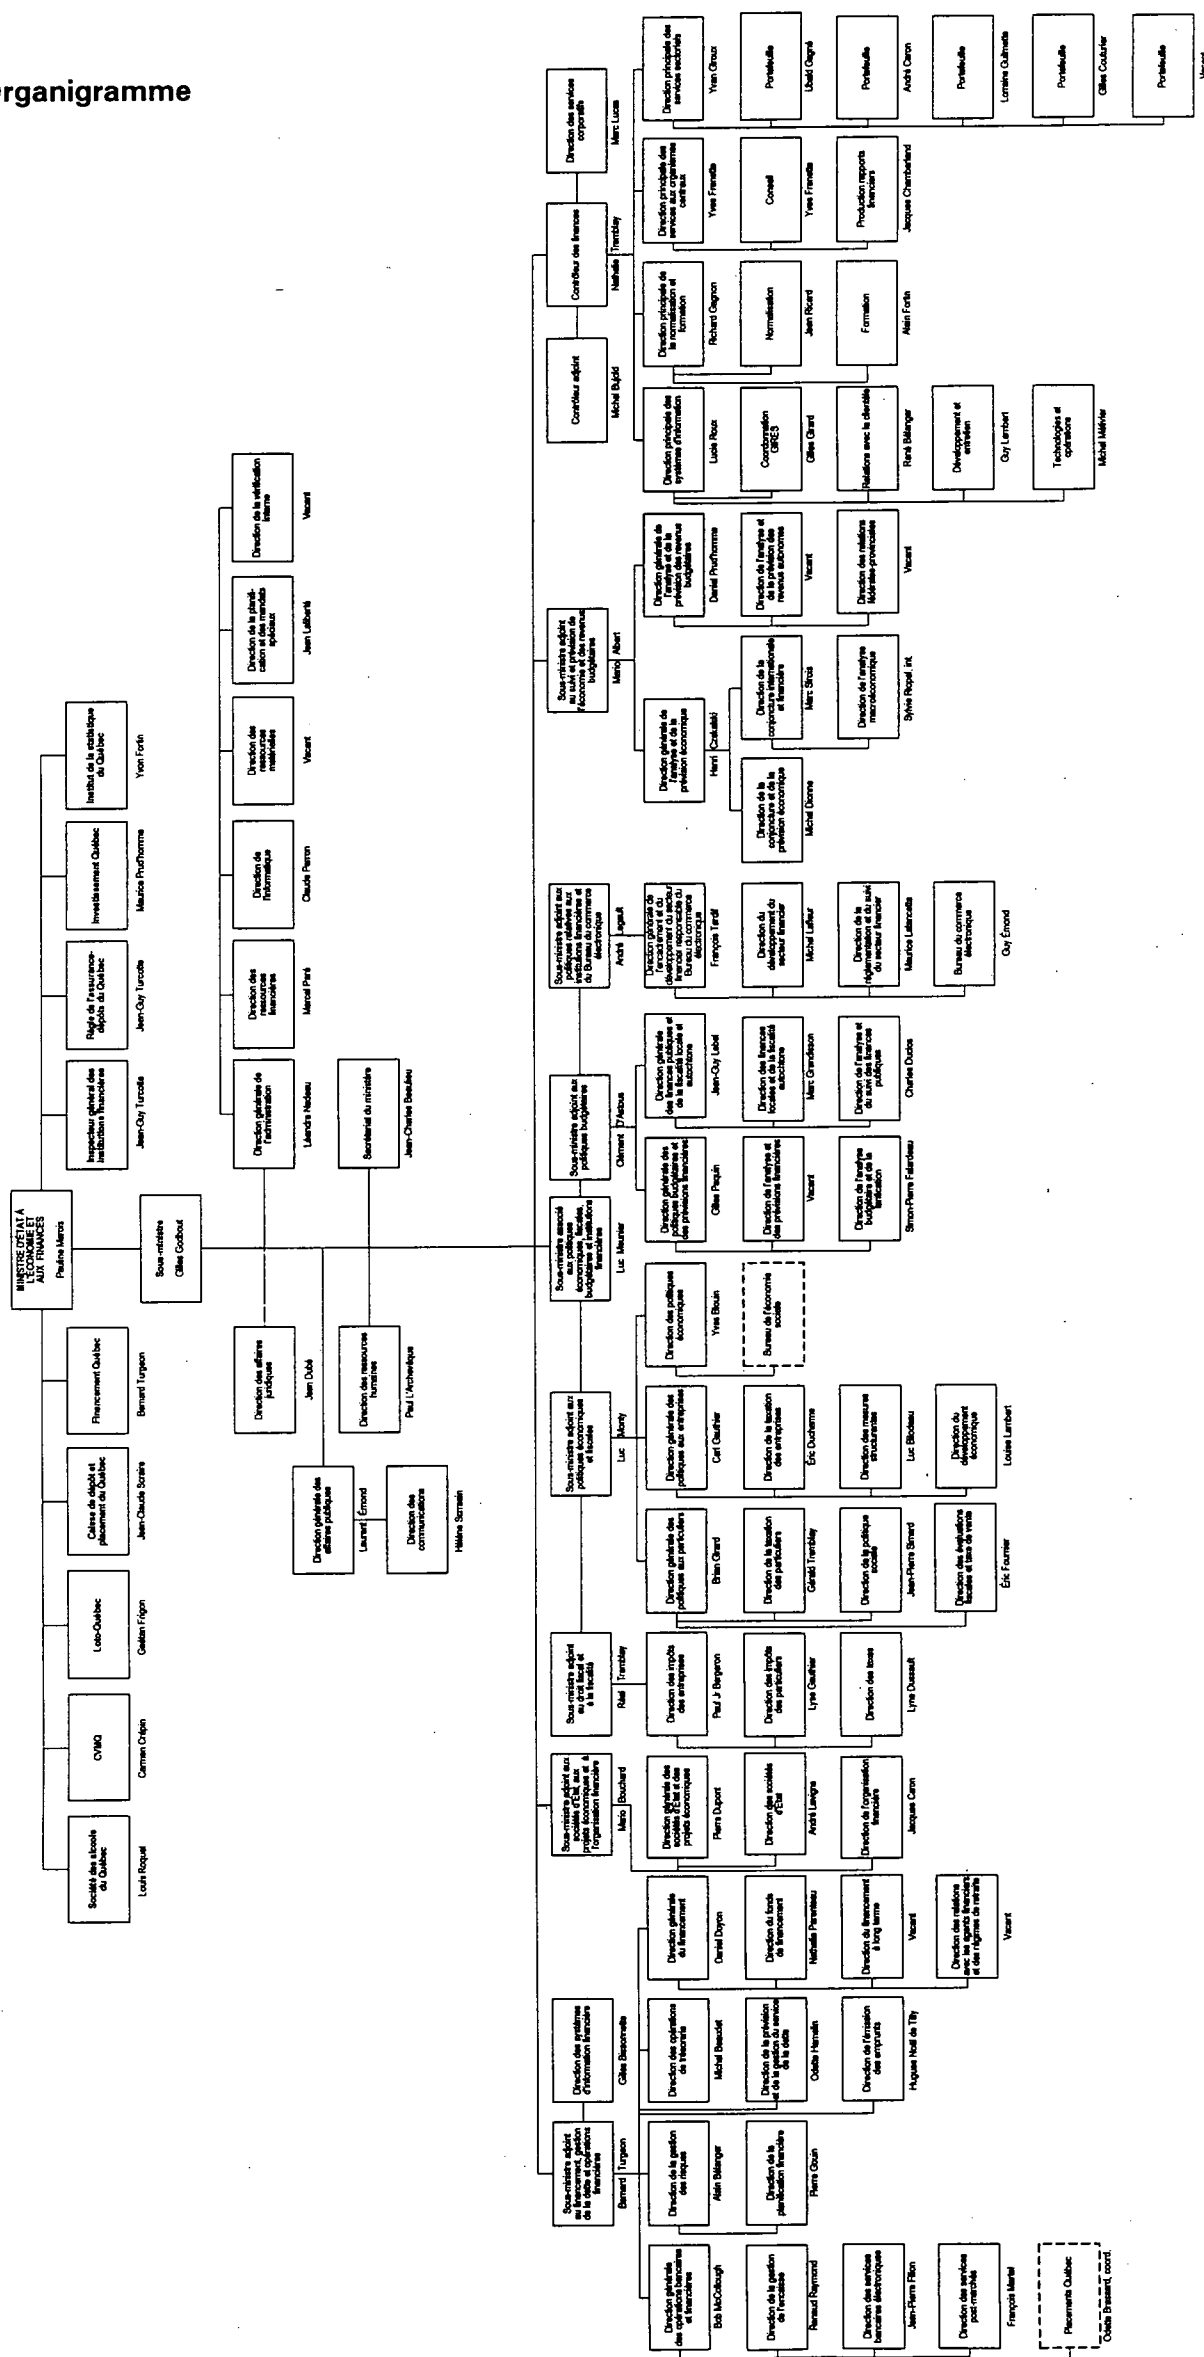 rganigramme
MINISTRE D'ÉTAT À
L'ÉCONOMIE ET
AUX FINANCES
Pauline Marois
Sous-ministre
Gilles Godbout
Société des alcools
du Québec
Louis Roquet
CVMQ
Carmen Crépin
Loto-Québec
Gaétan Frigon
Caisse de dépôt et
placement du Québec
Jean-Claude Scraire
Financement Québec
Bernard Turgeon
Inspecteur général des
institutions financières
Jean-Guy Turcotte
Régie de l'assurance-
dépôts du Québec
Jean-Guy Turcotte
Investissement Québec
Maurice Prud'homme
Institut de la statistique
du Québec
Yvon Fortin
Direction des affaires
juridiques
Jean Dubé
Direction générale de
l'administration
Léandre Nadeau
Direction des
ressources
financières
Marcel Paré
Direction de
l'informatique
Claude Perron
Direction des
ressources
matérielles
Vacant
Direction de la planifi-
cation et des mandats
spéciaux
Jean Laliberté
Direction de la vérification
interne
Vacant
Direction générale des
affaires publiques
Laurent Émond
Direction des
communications
Hélène Sarrasin
Direction des ressources
humaines
Paul L'Archevêque
Secrétariat du ministère
Jean-Charles Beaulieu
Sous-ministre adjoint
au financement, gestion
de la dette et opérations
financières
Bernard Turgeon
Direction des systèmes
d'information financière
Gilles Bissonnette
Sous-ministre adjoint aux
sociétés d'État, aux
projets économiques et à
l'organisation financière
Mario Bouchard
Sous-ministre adjoint
au droit fiscal et
à la fiscalité
Réal Tremblay
Sous-ministre adjoint aux
politiques économiques
et fiscales
Luc Monty
Sous-ministre associé
aux politiques
économiques, fiscales,
budgétaires et institutions
financières
Luc Meunier
Sous-ministre adjoint aux
politiques budgétaires
Clément D'Astous
Sous-ministre adjoint aux
politiques relatives aux
institutions financières et
du Bureau du commerce
électronique
André Legault
Sous-ministre adjoint
au suivi et prévision de
l'économie et des revenus
budgétaires
Mario Albert
Contrôleur adjoint
Michel Bujold
Contrôleur des finances
Nathalie Tremblay
Direction des services
corporatifs
Marc Lucas
Direction générale
des opérations bancaires
et financières
Bob McCollough
Direction de la gestion
de l'encaisse
Renaud Raymond
Direction des services
bancaires électroniques
Jean-Pierre Fillion
Direction des services
post-marchés
François Martel
Placements Québec
Odette Brassard, coord.
Direction de la gestion
des risques
Alain Bélanger
Direction de la
planification financière
Pierre Gouin
Direction des opérations
de trésorerie
Michel Beaudet
Direction de la prévision
et de la gestion du service
de la dette
Odette Hamelin
Direction de l'émission
des emprunts
Hugues Noël de Tilly
Direction générale
du financement
Daniel Doyon
Direction du fonds
de financement
Nathalie Parenteau
Direction du financement
à long terme
Vacant
Direction des relations
avec les agents financiers
et des régimes de retraite
Vacant
Direction générale des
sociétés d'État et des
projets économiques
Pierre Dupont
Direction des sociétés
d'État
André Lavigne
Direction de l'organisation
financière
Jacques Caron
Direction des impôts
des entreprises
Paul Jr Bergeron
Direction des impôts
des particuliers
Lyse Gauthier
Direction des taxes
Lyne Dussault
Direction générale des
politiques aux particuliers
Brian Girard
Direction de la taxation
des particuliers
Gérald Tremblay
Direction de la politique
sociale
Jean-Pierre Simard
Direction des évaluations
fiscales et taxe de vente
Éric Fournier
Direction générale des
politiques aux entreprises
Carl Gauthier
Direction de la taxation
des entreprises
Éric Ducharme
Direction des mesures
structurantes
Luc Bilodeau
Direction du
développement
économique
Louise Lambert
Direction des politiques
économiques
Yves Blouin
Bureau de l'économie
sociale
Direction générale des
politiques budgétaires et
des prévisions financières
Gilles Paquin
Direction de l'analyse et
des prévisions financières
Vacant
Direction de l'analyse
budgétaire et de la
tarification
Simon-Pierre Falardeau
Direction générale
des finances publiques et
de la fiscalité locale et
autochtone
Jean-Guy Lebel
Direction des finances
locales et de la fiscalité
autochtone
Marc Grandisson
Direction de l'analyse et
du suivi des finances
publiques
Charles Duclos
Direction générale de
l'encadrement et du
développement du secteur
financier responsable du
Bureau du commerce
électronique
François Tardif
Direction du
développement du
secteur financier
Michel Lafleur
Direction de la
réglementation et du suivi
du secteur financier
Maurice Lalancette
Bureau du commerce
électronique
Guy Émond
Direction générale de
l'analyse et de la
prévision économique
Henri
Direction de la
conjoncture et de la
prévision économique
Michel Dionne
Direction de la
conjoncture internationale
et financière
Marc Sirois
Direction de l'analyse
macroéconomique
Sylvie Riopel, int.
Direction générale de
l'analyse et de la
prévision des revenus
budgétaires
Daniel Prud'homme
Direction de l'analyse et
de la prévision des
revenus autonomes
Vacant
Direction des relations
fédérales-provinciales
Vacant
Direction principale des
systèmes d'information
Lucie Roux
Coordonnation
GIRES
Gilles Girard
Relations avec la clientèle
René Bélanger
Développement et
entretien
Guy Lambert
Technologies et
opérations
Michel Métivier
Direction principale de
la normalisation et
formation
Richard Gagnon
Normalisation
Jean Ricard
Formation
Alain Fortin
Direction principale des
services aux organismes
centraux
Yves Frenette
Conseil
Yves Frenette
Production rapports
financiers
Jacques Chamberland
Direction principale des
services sectoriels
Yvan Giroux
Portefeuille
Ubald Gagné
Portefeuille
André Caron
Portefeuille
Lorraine Guilmette
Portefeuille
Gilles Couturier
Portefeuille
Vacant